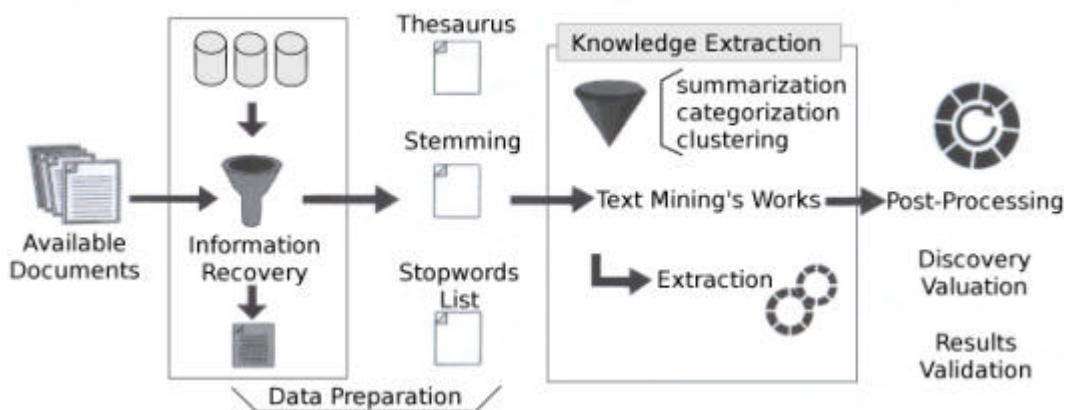 Available
Documents
Information
Recovery
Thesaurus
Stemming
Stopwords
List
Data Preparation
Knowledge Extraction
summarization
categorization
clustering
Text Mining's Works
Extraction
Post-Processing
Discovery
Valuation
Results
Validation